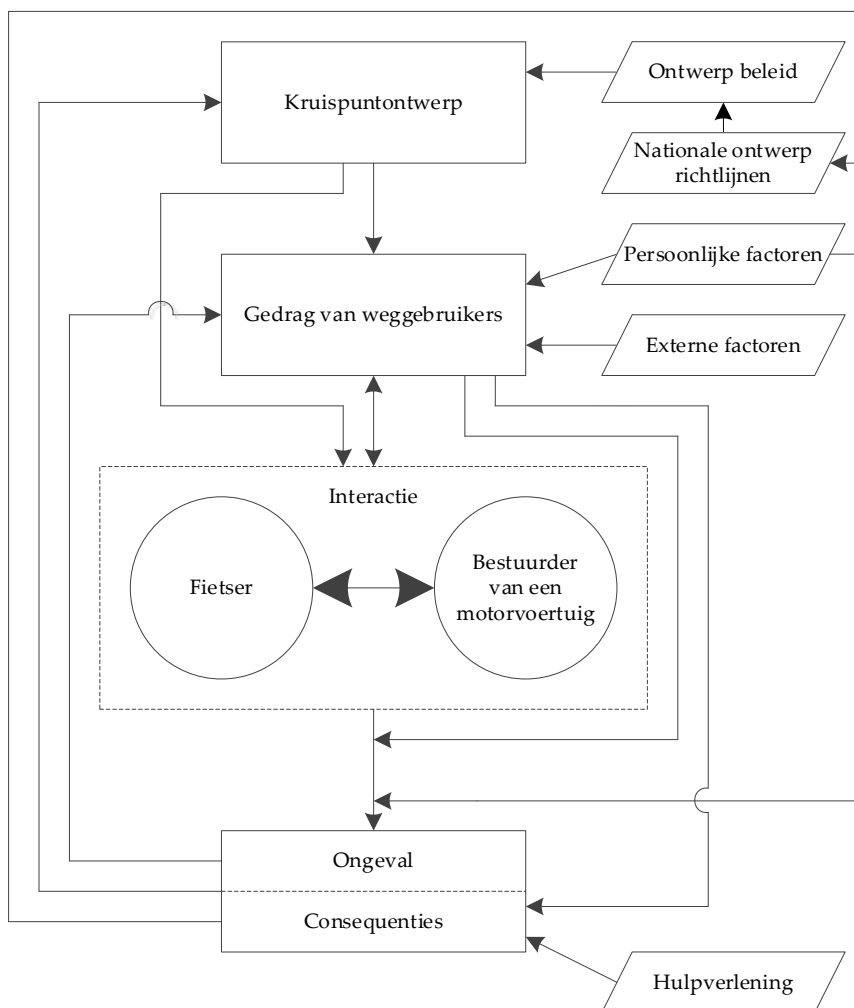 Kruispuntontwerp
Ontwerp beleid
Nationale ontwerp
richtlijnen
Gedrag van weggebruikers
Persoonlijke factoren
Externe factoren
Interactie
Fietser
Bestuurder
van een
motorvoertuig
Ongeval
Consequenties
Hulpverlening